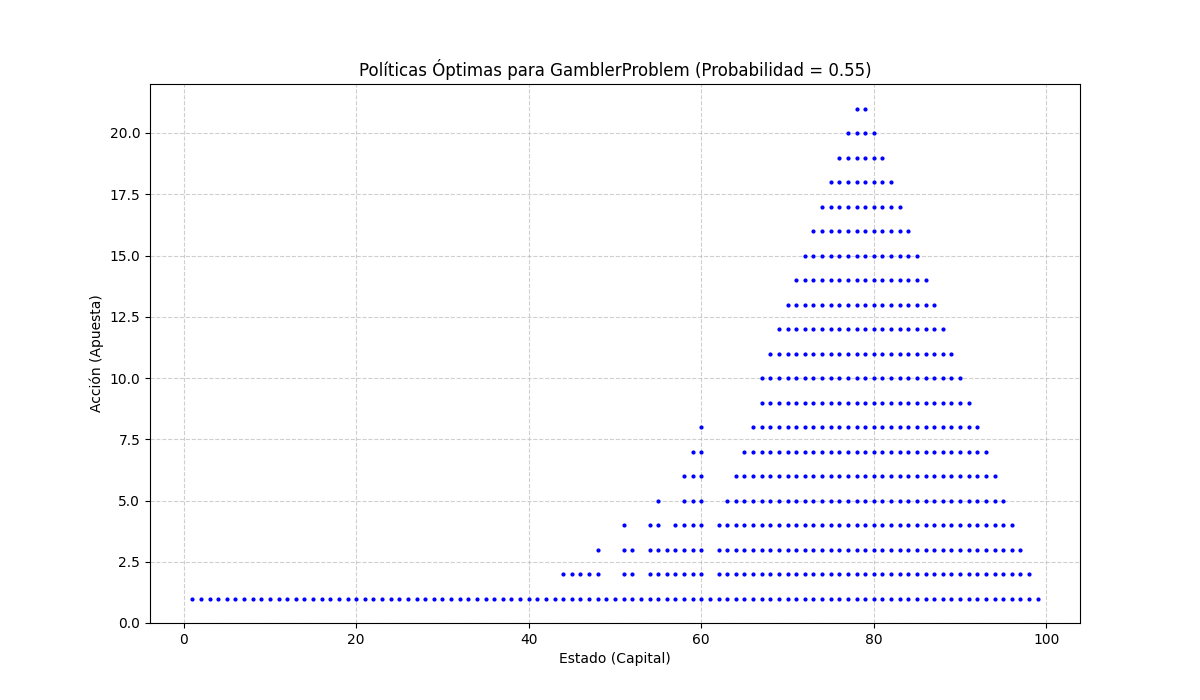 Políticas Óptimas para GamblerProblem (Probabilidad = 0.55)
20.0
17.5
15.0
12.5
10.0
7.5
5.0
2.5
0.0
Acción (Apuesta)
0 20 40 60 80 100
Estado (Capital)